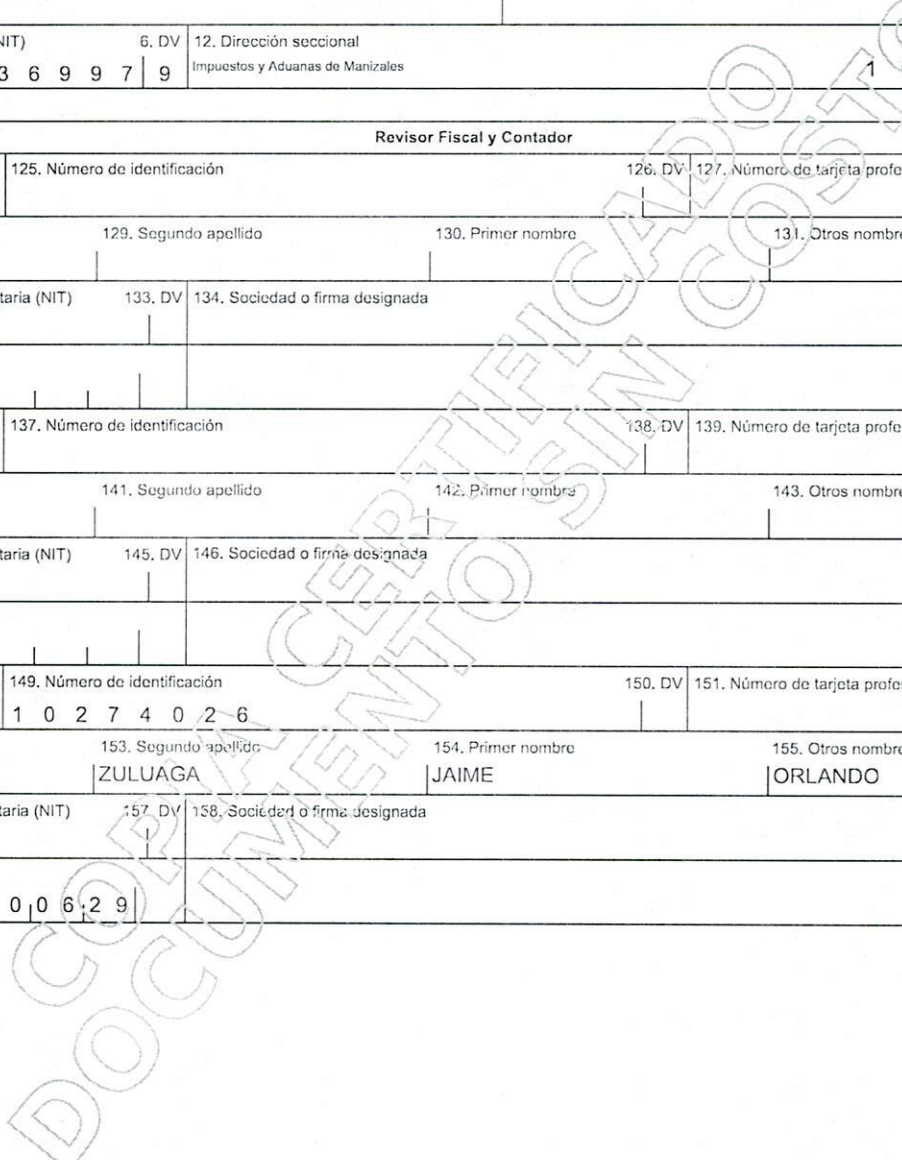 NIT) 6. DV 12. Dirección seccional
3 6 9 9 7 9 Impuestos y Aduanas de Manizales 1
Revisor Fiscal y Contador
125. Número de identificación 126. DV 127. Número de tarjeta profe
129. Segundo apellido 130. Primer nombre 131. Otros nombre
taria (NIT) 133. DV 134. Sociedad o firma designada
137. Número de identificación 138. DV 139. Número de tarjeta profe
141. Segundo apellido 142. Primer nombre 143. Otros nombre
taria (NIT) 145. DV 146. Sociedad o firma designada
149. Número de identificación 150. DV 151. Número de tarjeta profe
1 0 2 7 4 0 2 6
153. Segundo apellido 154. Primer nombre 155. Otros nombre
ZULUAGA JAIME ORLANDO
taria (NIT) 157. DV 158. Sociedad o firma designada
0 0 6 2 9
COPIA CERTIFICADO
DOCUMENTO SIN COSTO